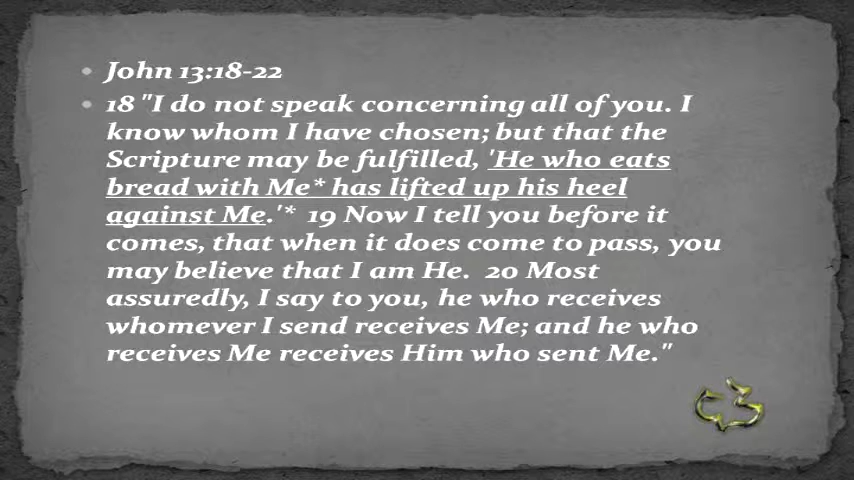 John 13:18-22
18 "I do not speak concerning all of you. I
know whom I have chosen; but that the
Scripture may be fulfilled, 'He who eats
bread with Me* has lifted up his heel
against Me.'*  19 Now I tell you before it
comes, that when it does come to pass, you
may believe that I am He.  20 Most
assuredly, I say to you, he who receives
whomever I send receives Me; and he who
receives Me receives Him who sent Me."